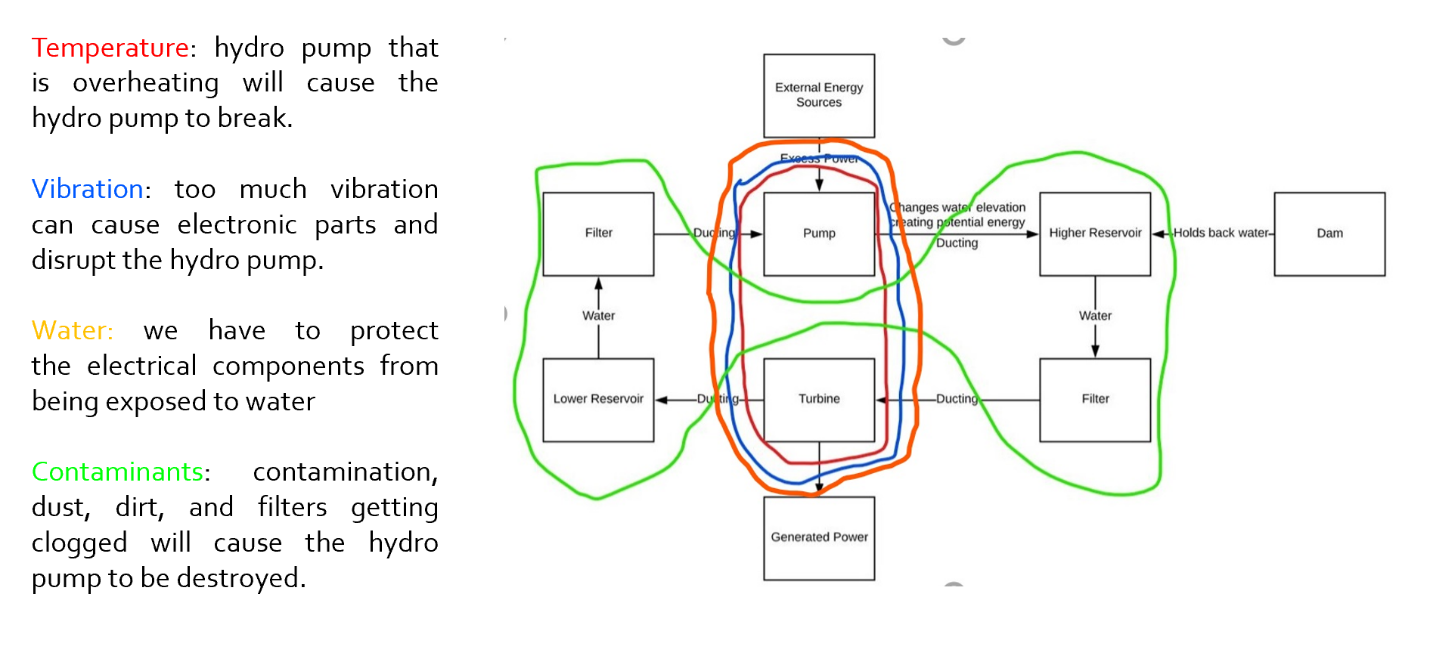 Temperature: hydro pump that
is overheating will cause the
hydro pump to break.
Vibration: too much vibration
can cause electronic parts and
disrupt the hydro pump.
Water: we have to protect
the electrical components from
being exposed to water
Contaminants: contamination,
dust, dirt, and filters getting
clogged will cause the hydro
pump to be destroyed.
External Energy
Sources
Excess Power
Filter
Ducting
Pump
Changes water elevation
creating potential energy
Ducting
Higher Reservoir
Holds back water
Dam
Water
Water
Lower Reservoir
Ducting
Turbine
Ducting
Filter
Generated Power